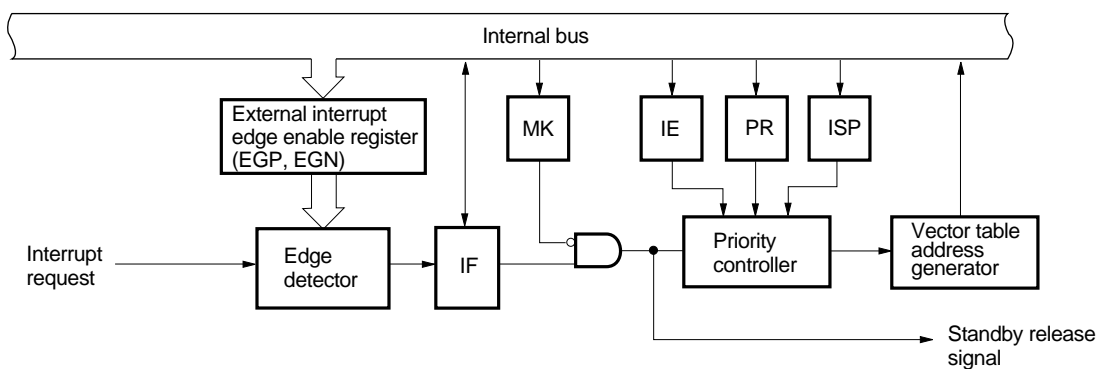 Internal bus
External interrupt
edge enable register
(EGP, EGN)
MK
IE
PR
ISP
Interrupt
request
Edge
detector
IF
Priority
controller
Vector table
address
generator
Standby release
signal